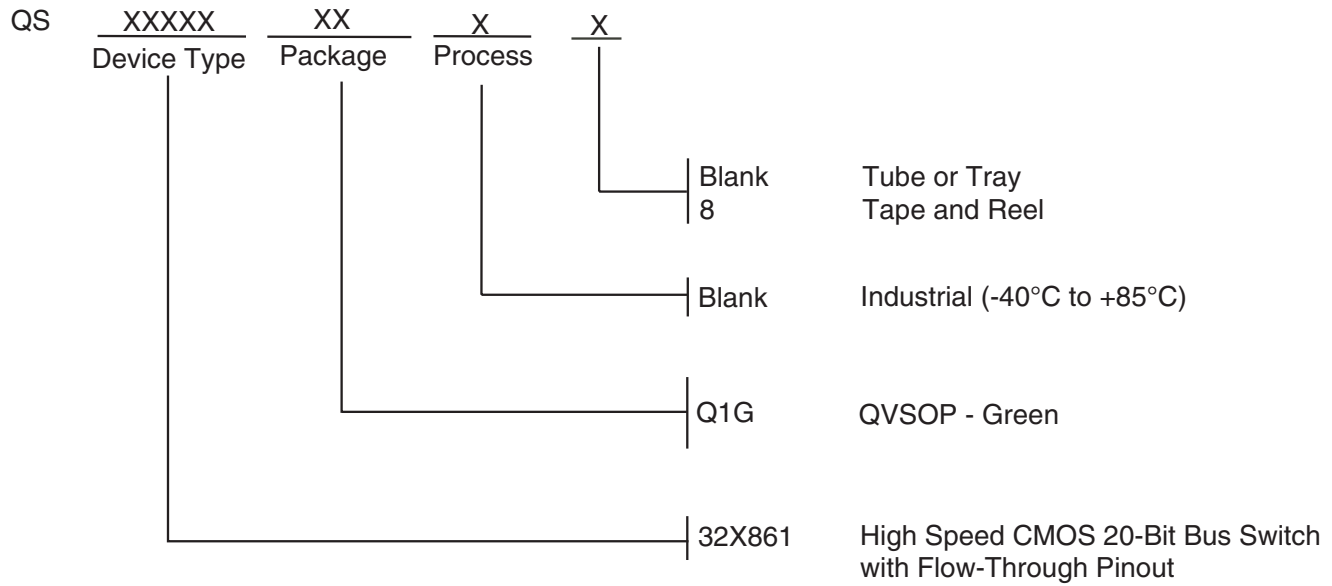 QS XXXXX XX X X
Device Type Package Process
Blank Tube or Tray
8 Tape and Reel
Blank Industrial (-40°C to +85°C)
Q1G QVSOP - Green
32X861 High Speed CMOS 20-Bit Bus Switch
with Flow-Through Pinout